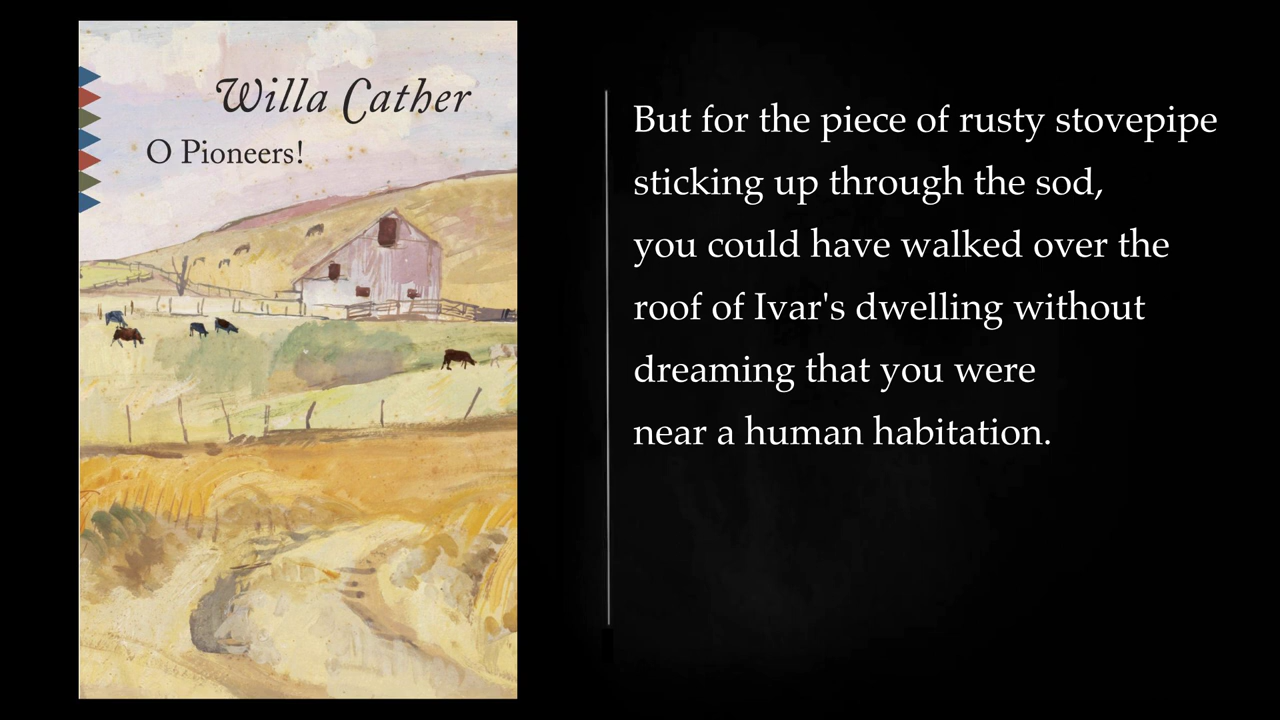 Willa Cather
O Pioneers!
But for the piece of rusty stovepipe
sticking up through the sod,
you could have walked over the
roof of Ivar's dwelling without
dreaming that you were
near a human habitation.